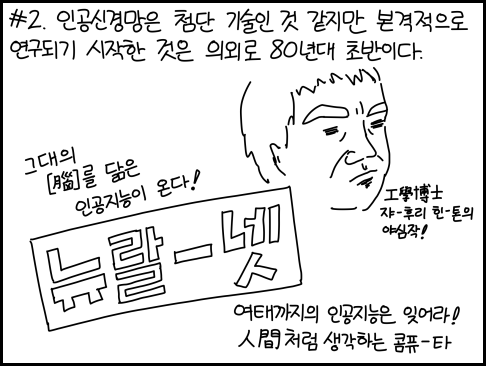 #2. 인공신경망은 첨단 기술인 것 같지만 본격적으로
연구되기 시작한 것은 의외로 80년대 초반이다.
그대의
[腦]를 닮은
인공지능이 온다!
뉴랄-넷
工學博士
쟈-후리 힌-톤의
야심작!
여태까지의 인공지능은 잊어라!
人間처럼 생각하는 콤퓨-타